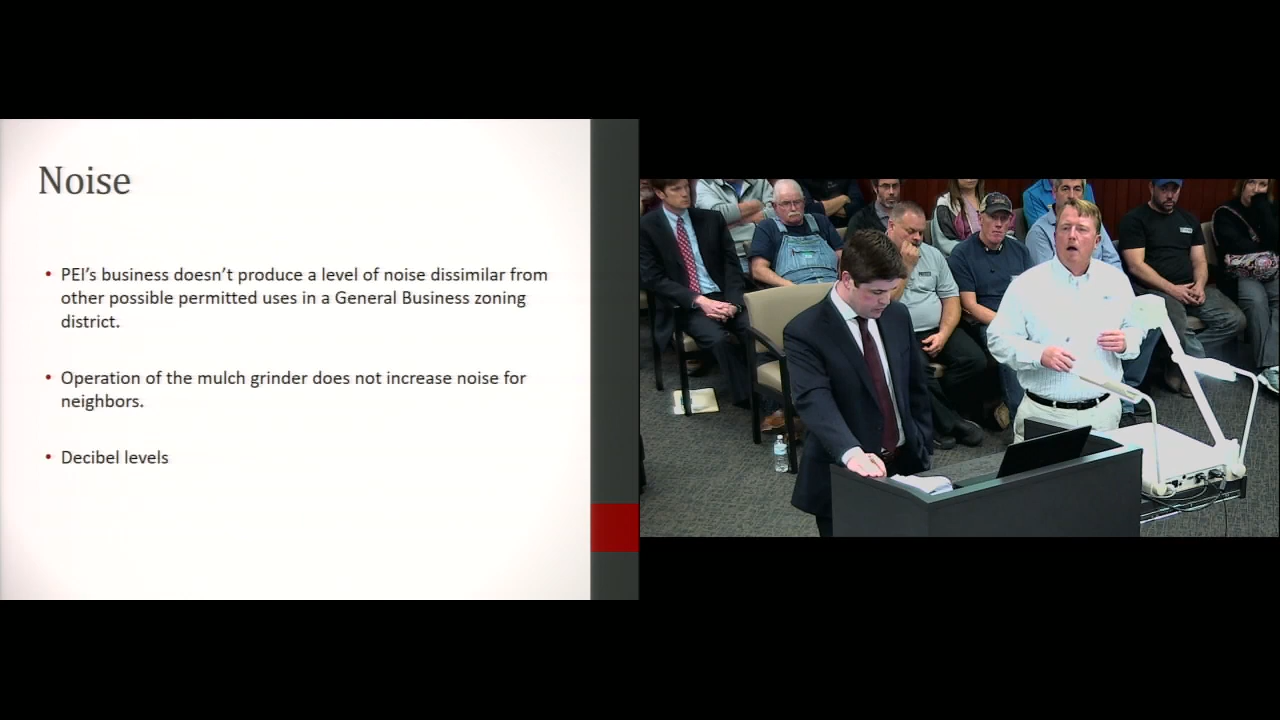 Noise
• PEI's business doesn't produce a level of noise dissimilar from
other possible permitted uses in a General Business zoning
district.
• Operation of the mulch grinder does not increase noise for
neighbors.
• Decibel levels